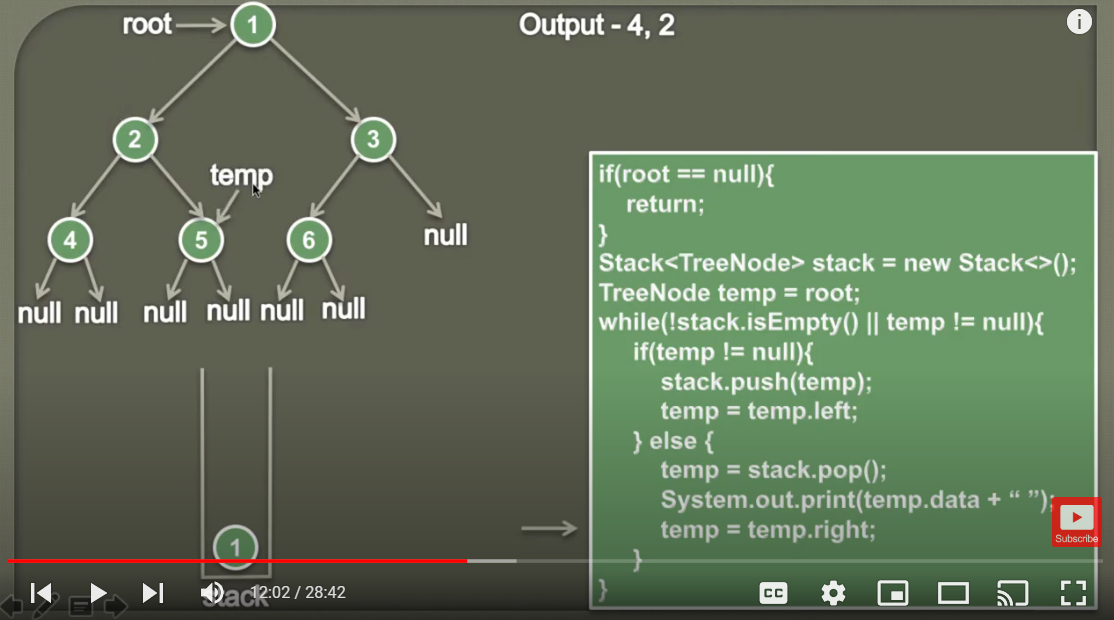 root
1
Output - 4, 2
2
3
temp
4
5
6
null
null null null null null null
1
stack
if(root == null){
return;
}
Stack<TreeNode> stack = new Stack<>();
TreeNode temp = root;
while(!stack.isEmpty() || temp != null){
if(temp != null){
stack.push(temp);
temp = temp.left;
} else {
temp = stack.pop();
System.out.print(temp.data + “ ”);
temp = temp.right;
}
}
Subscribe
12:02 / 28:42
CC
i